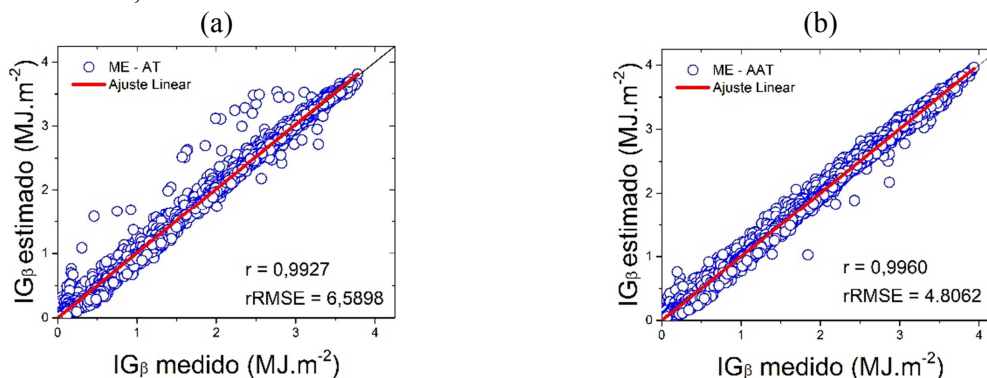 (a)
4
3
2
1
0
0
1
2
3
4
IGβ estimado (MJ.m⁻²)
IGβ medido (MJ.m⁻²)
ME - AT
Ajuste Linear
r = 0,9927
rRMSE = 6,5898
(b)
4
3
2
1
0
0
1
2
3
4
IGβ estimado (MJ.m⁻²)
IGβ medido (MJ.m⁻²)
ME - AAT
Ajuste Linear
r = 0,9960
rRMSE = 4.8062